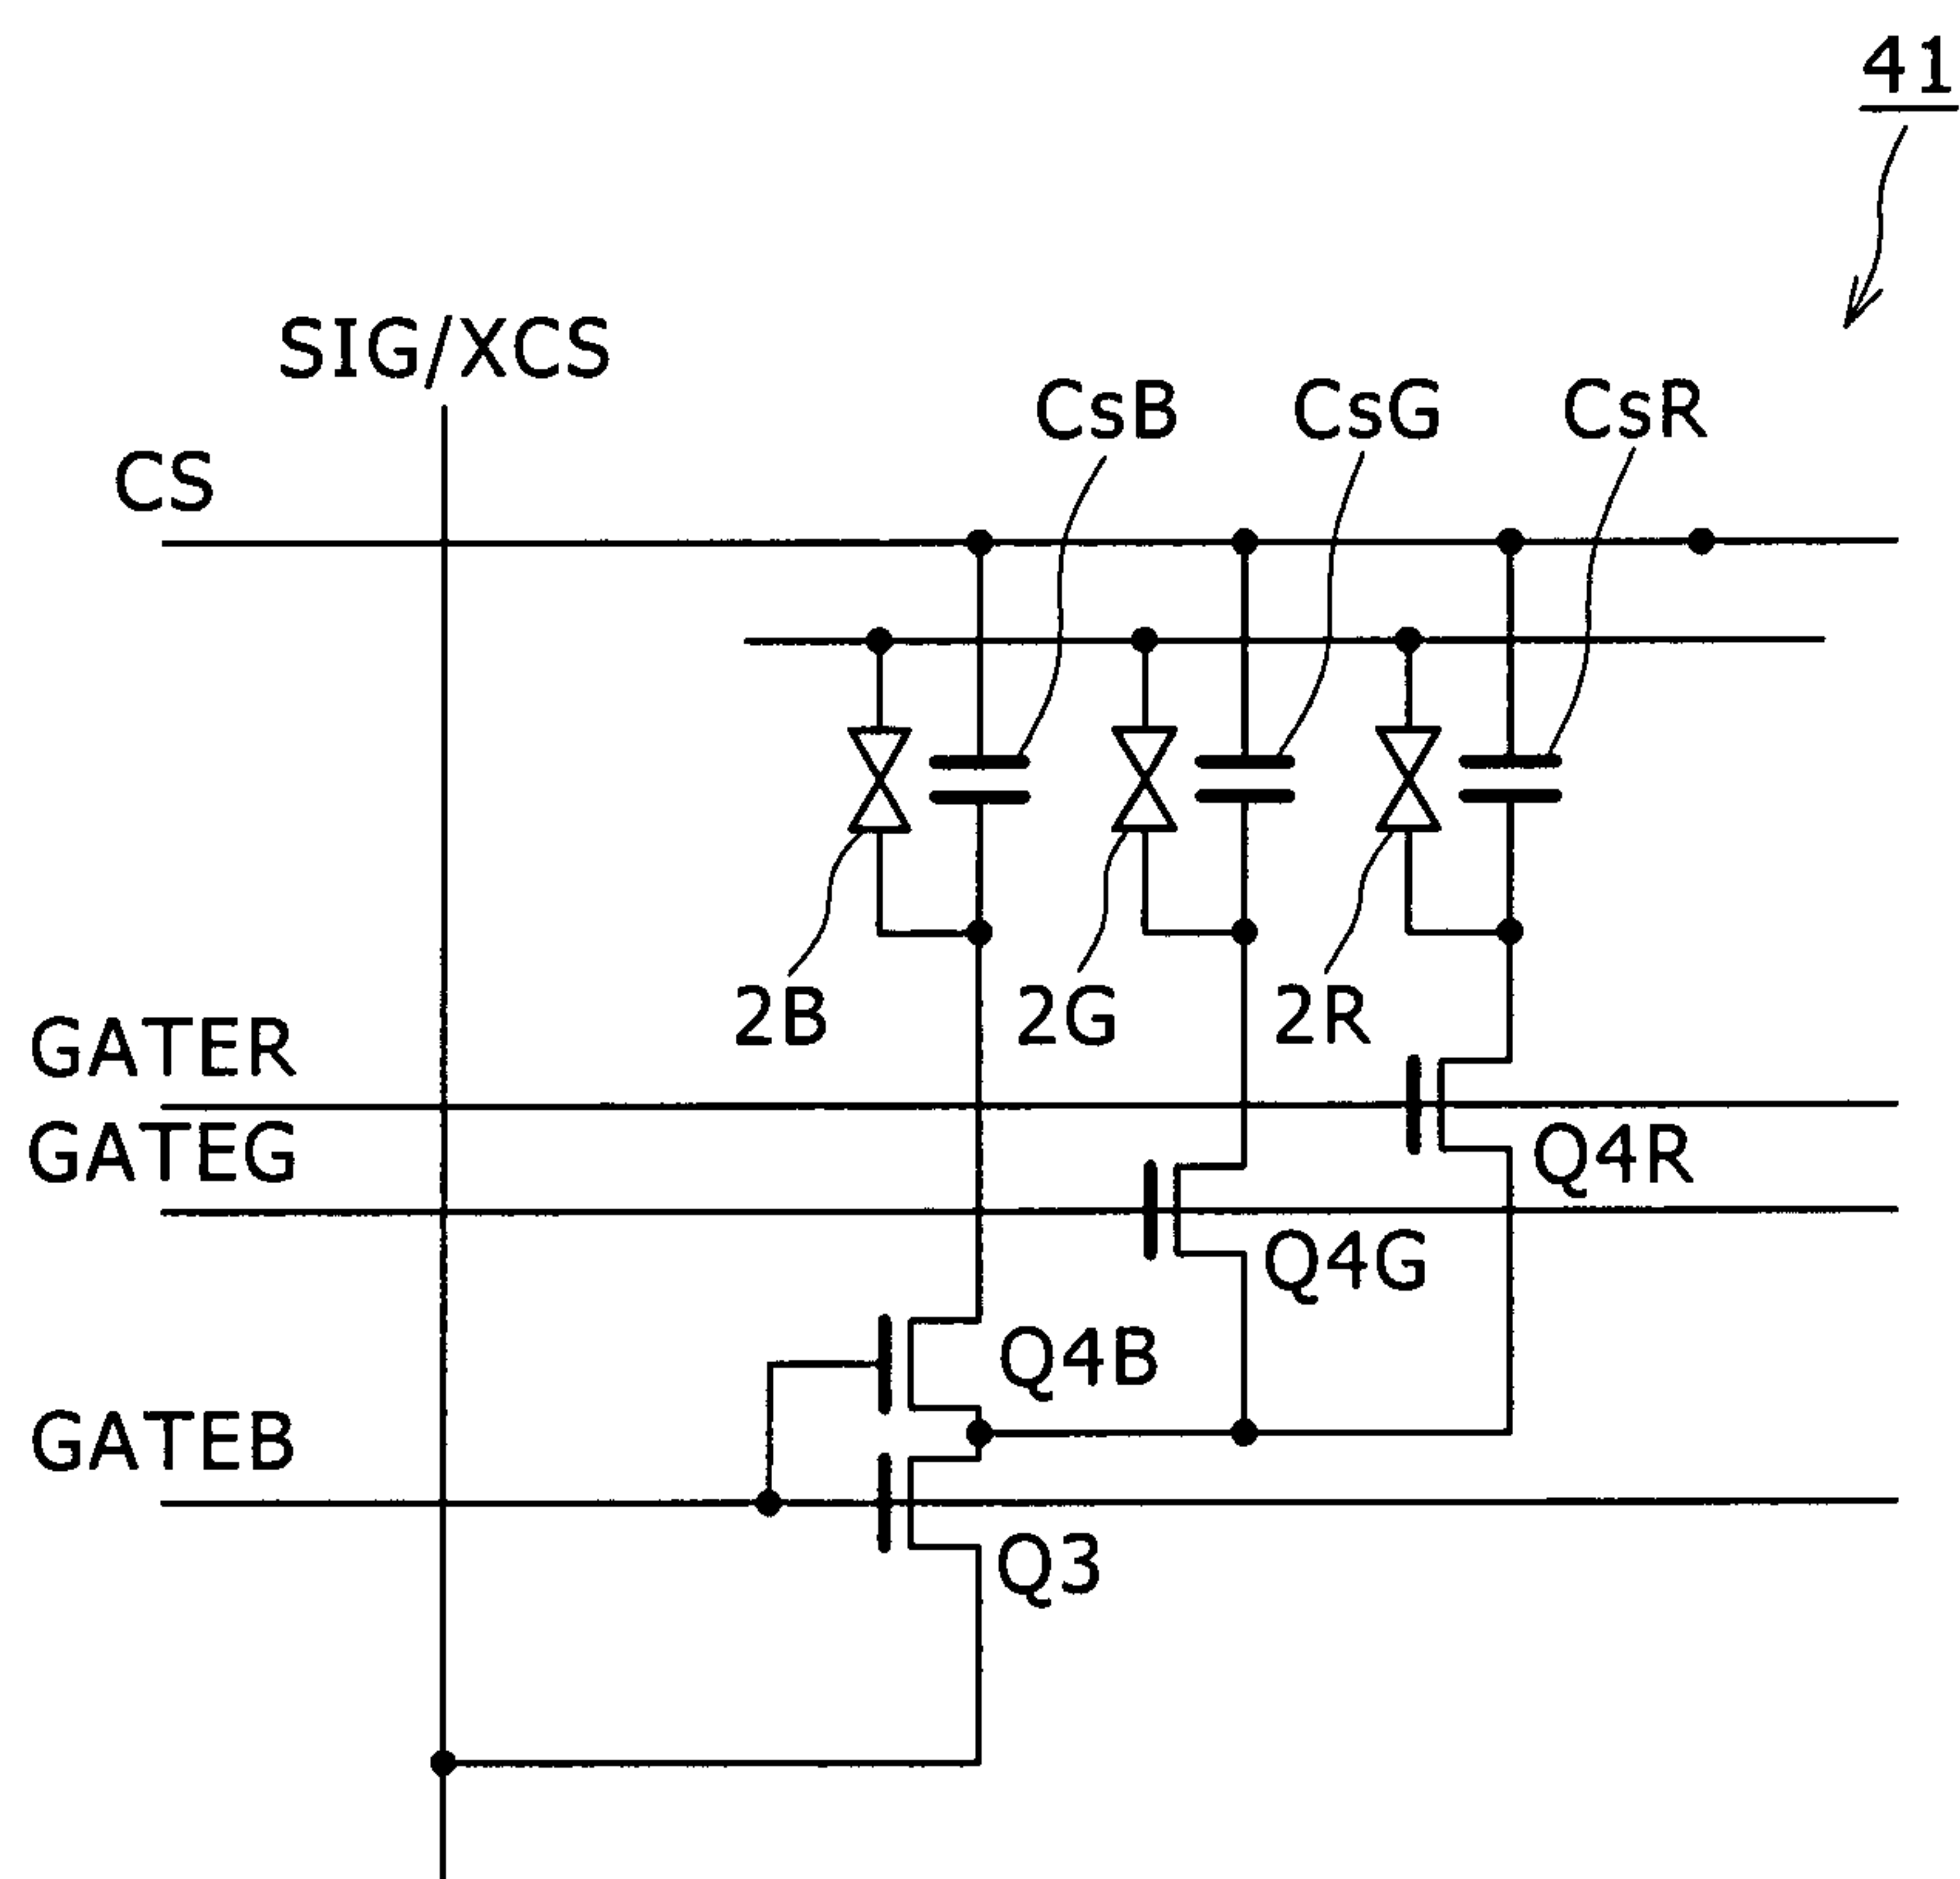 41
SIG/XCS
CsB
CsG
CsR
CS
2B
2G
2R
GATER
GATEG
Q4R
Q4G
Q4B
GATEB
Q3